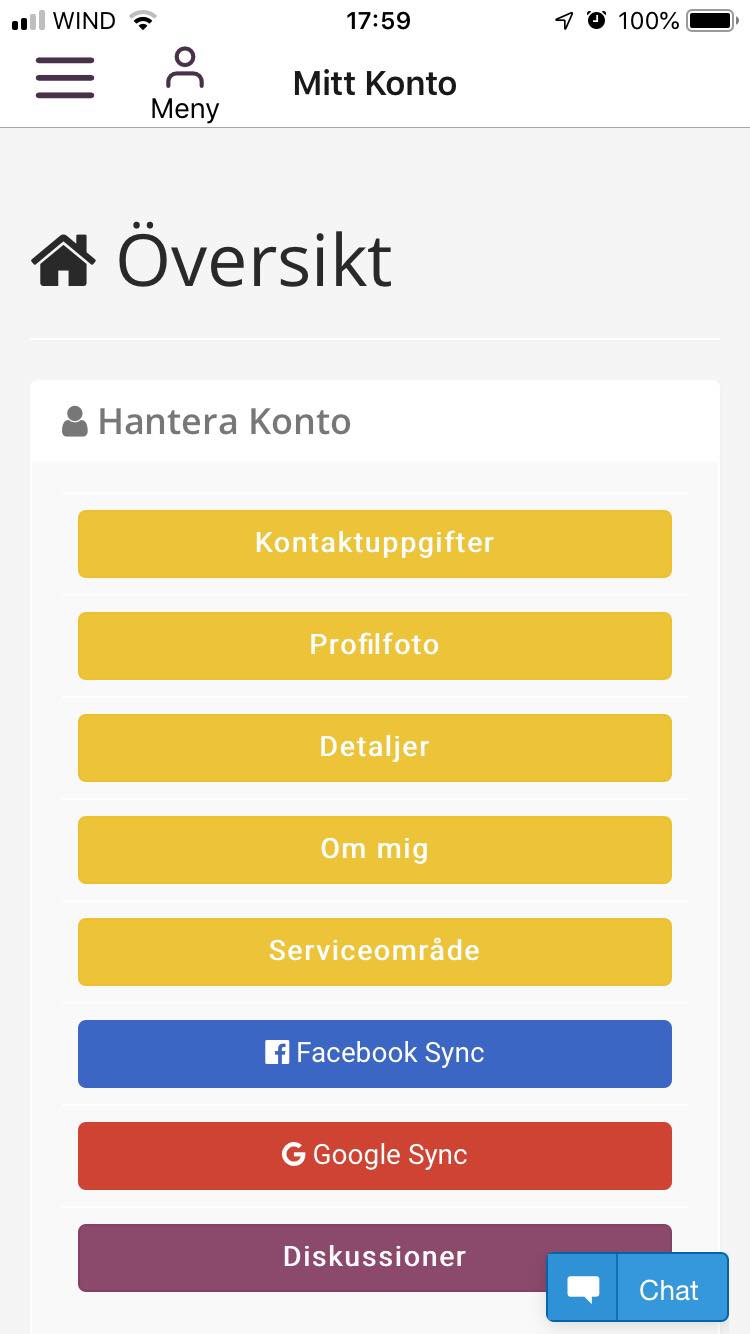 WIND 17:59 100%
Meny
Mitt Konto
Översikt
Hantera Konto
Kontaktuppgifter
Profilfoto
Detaljer
Om mig
Serviceområde
Facebook Sync
Google Sync
Diskussioner
Chat